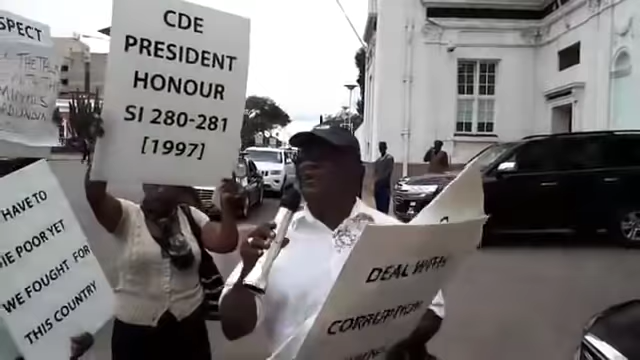 SPECT
CDE
PRESIDENT
HONOUR
SI 280-281
[1997]
HAVE TO
POOR YET
WE FOUGHT FOR
THIS COUNTRY
DEAL WITH
CORRUPTION